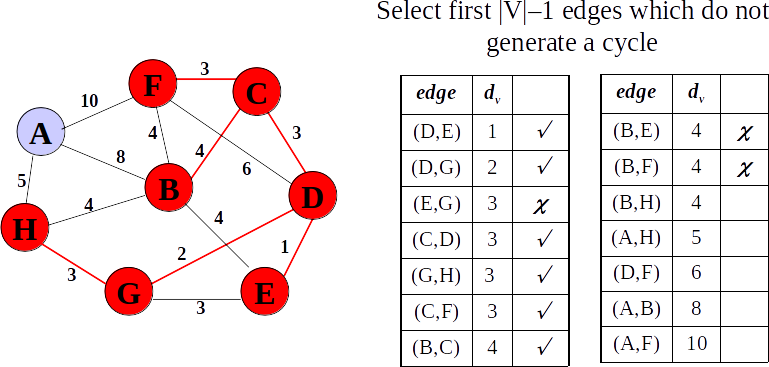 Select first |V|–1 edges which do not
generate a cycle
10
3
F
C
A
4
4
3
8
6
5
B
D
4
4
H
2
1
3
G
E
3
edge dv
(D,E) 1 ✓
(D,G) 2 ✓
(E,G) 3 χ
(C,D) 3 ✓
(G,H) 3 ✓
(C,F) 3 ✓
(B,C) 4 ✓
edge dv
(B,E) 4 χ
(B,F) 4 χ
(B,H) 4
(A,H) 5
(D,F) 6
(A,B) 8
(A,F) 10